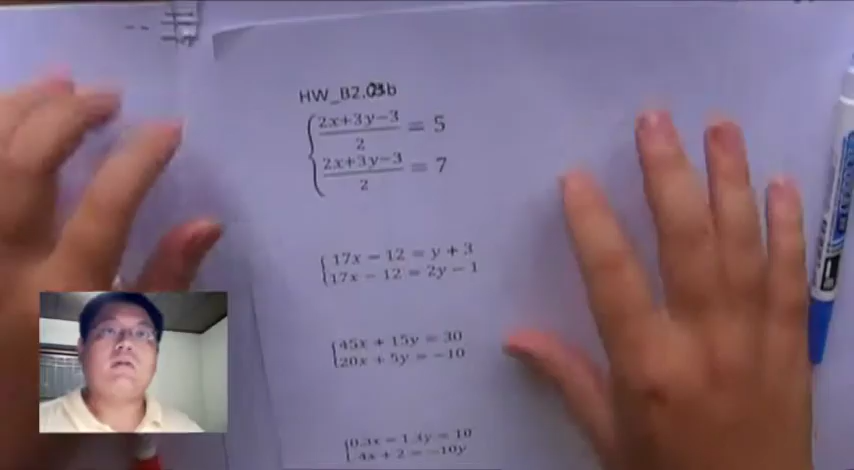 HW_B2.03b
2x+3y−3
—— = 5
2
2x+3y−3
—— = 7
2
17x − 12 = y + 3
17x − 12 = 2y − 1
45x + 15y = 30
20x + 5y = −10
0.3x − 1.3y = 10
4x + 2 = −10y